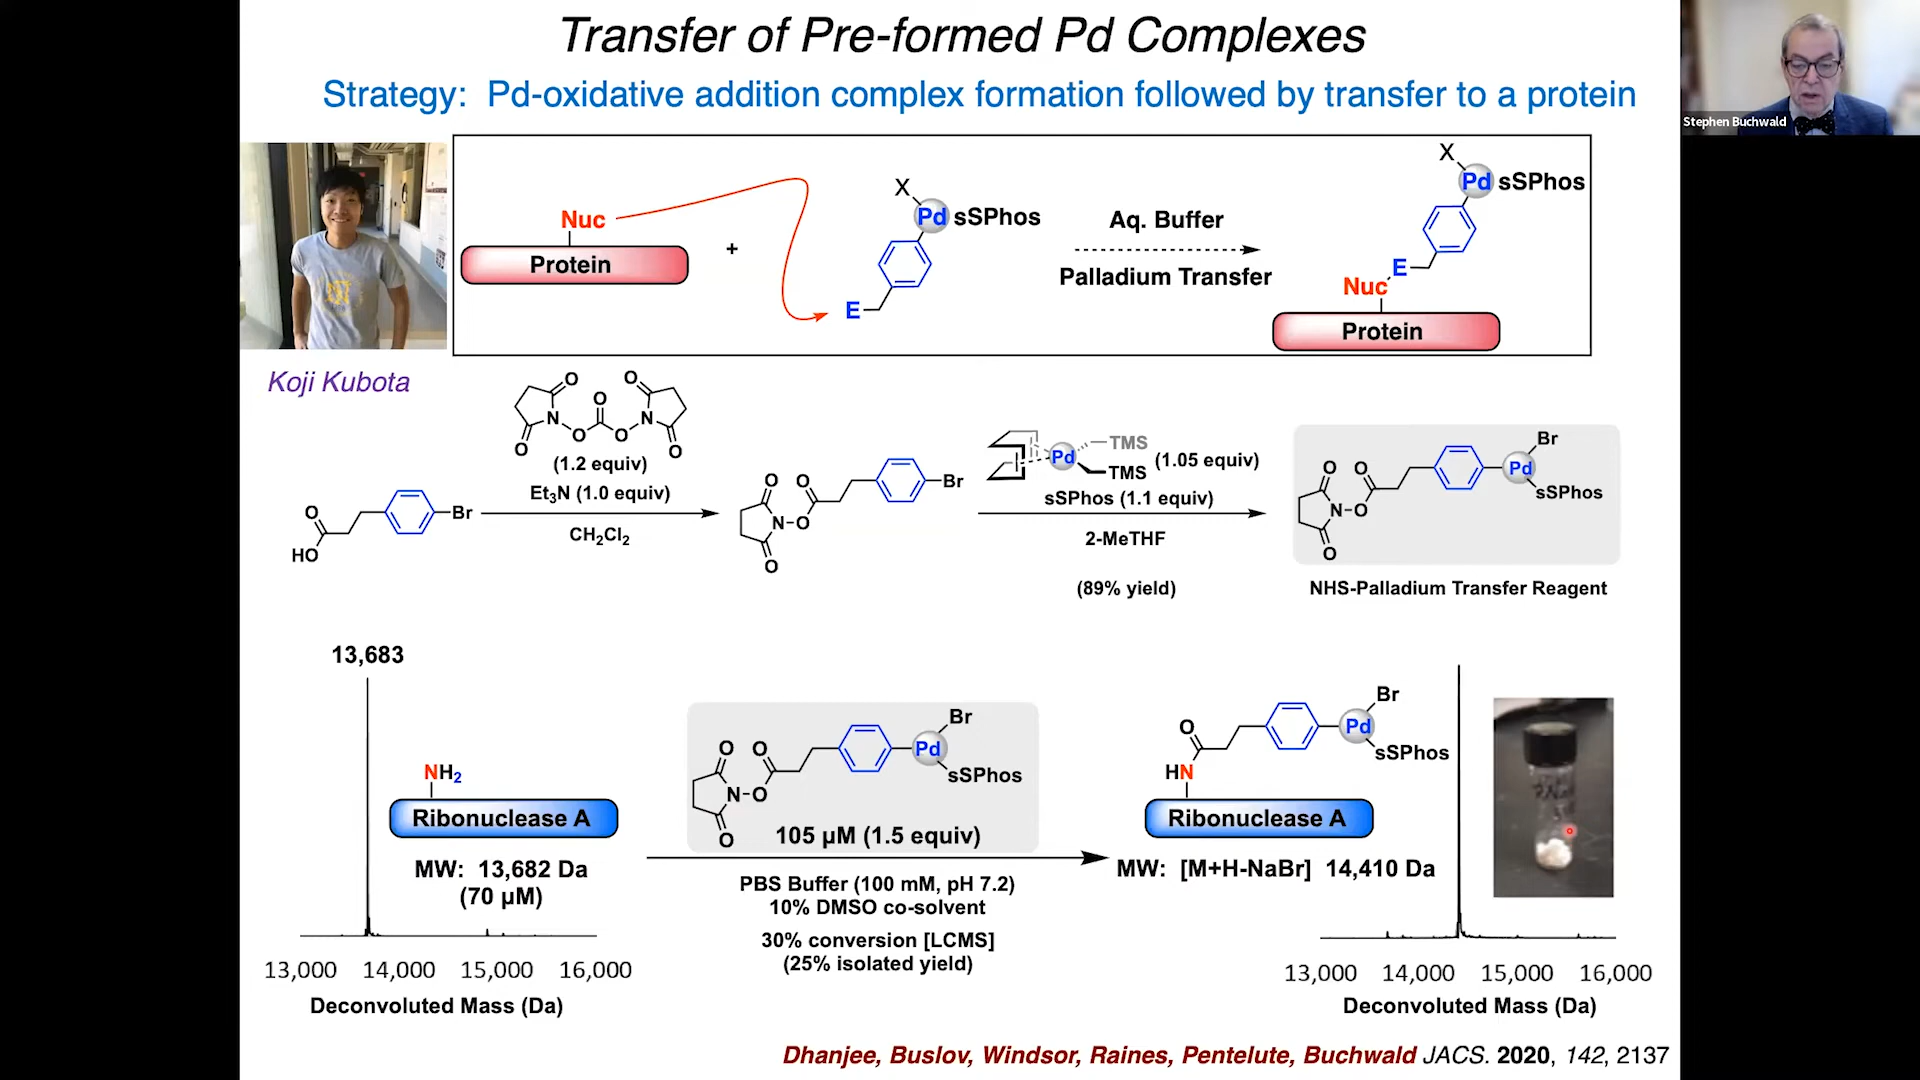 Transfer of Pre-formed Pd Complexes
Strategy: Pd-oxidative addition complex formation followed by transfer to a protein
Stephen Buchwald
Nuc
Protein
+
X
Pd sSPhos
E
Aq. Buffer
Palladium Transfer
X
Pd sSPhos
E
Nuc
Protein
Koji Kubota
O
HO
Br
O O O
N N
O O O O
(1.2 equiv)
Et₃N (1.0 equiv)
CH₂Cl₂
O O
N-O
O
Br
Pd
TMS
TMS
(1.05 equiv)
sSPhos (1.1 equiv)
2-MeTHF
(89% yield)
O O
N-O
O
Br
Pd
sSPhos
NHS-Palladium Transfer Reagent
13,683
NH₂
Ribonuclease A
MW: 13,682 Da
(70 µM)
13,000 14,000 15,000 16,000
Deconvoluted Mass (Da)
O O
N-O
O
Br
Pd
sSPhos
105 µM (1.5 equiv)
PBS Buffer (100 mM, pH 7.2)
10% DMSO co-solvent
30% conversion [LCMS]
(25% isolated yield)
O
HN
Br
Pd
sSPhos
Ribonuclease A
MW: [M+H-NaBr] 14,410 Da
13,000 14,000 15,000 16,000
Deconvoluted Mass (Da)
Dhanjee, Buslov, Windsor, Raines, Pentelute, Buchwald JACS. 2020, 142, 2137